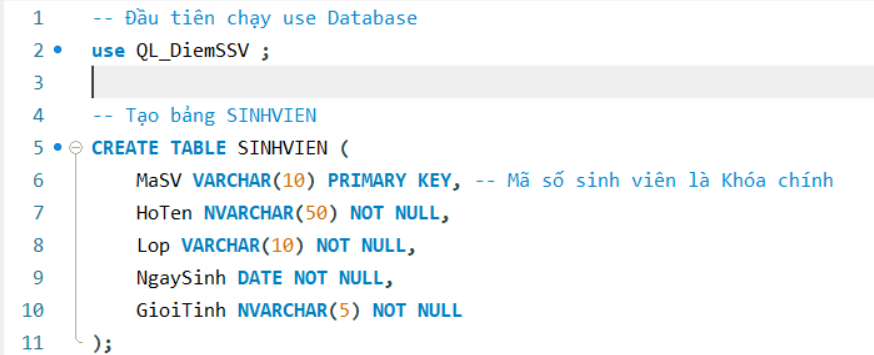 1 -- Đầu tiên chạy use Database
2 use QL_DiemSSV ;
3
4 -- Tạo bảng SINHVIEN
5 CREATE TABLE SINHVIEN (
6 MaSV VARCHAR(10) PRIMARY KEY, -- Mã số sinh viên là Khóa chính
7 HoTen NVARCHAR(50) NOT NULL,
8 Lop VARCHAR(10) NOT NULL,
9 NgaySinh DATE NOT NULL,
10 GioiTinh NVARCHAR(5) NOT NULL
11 );